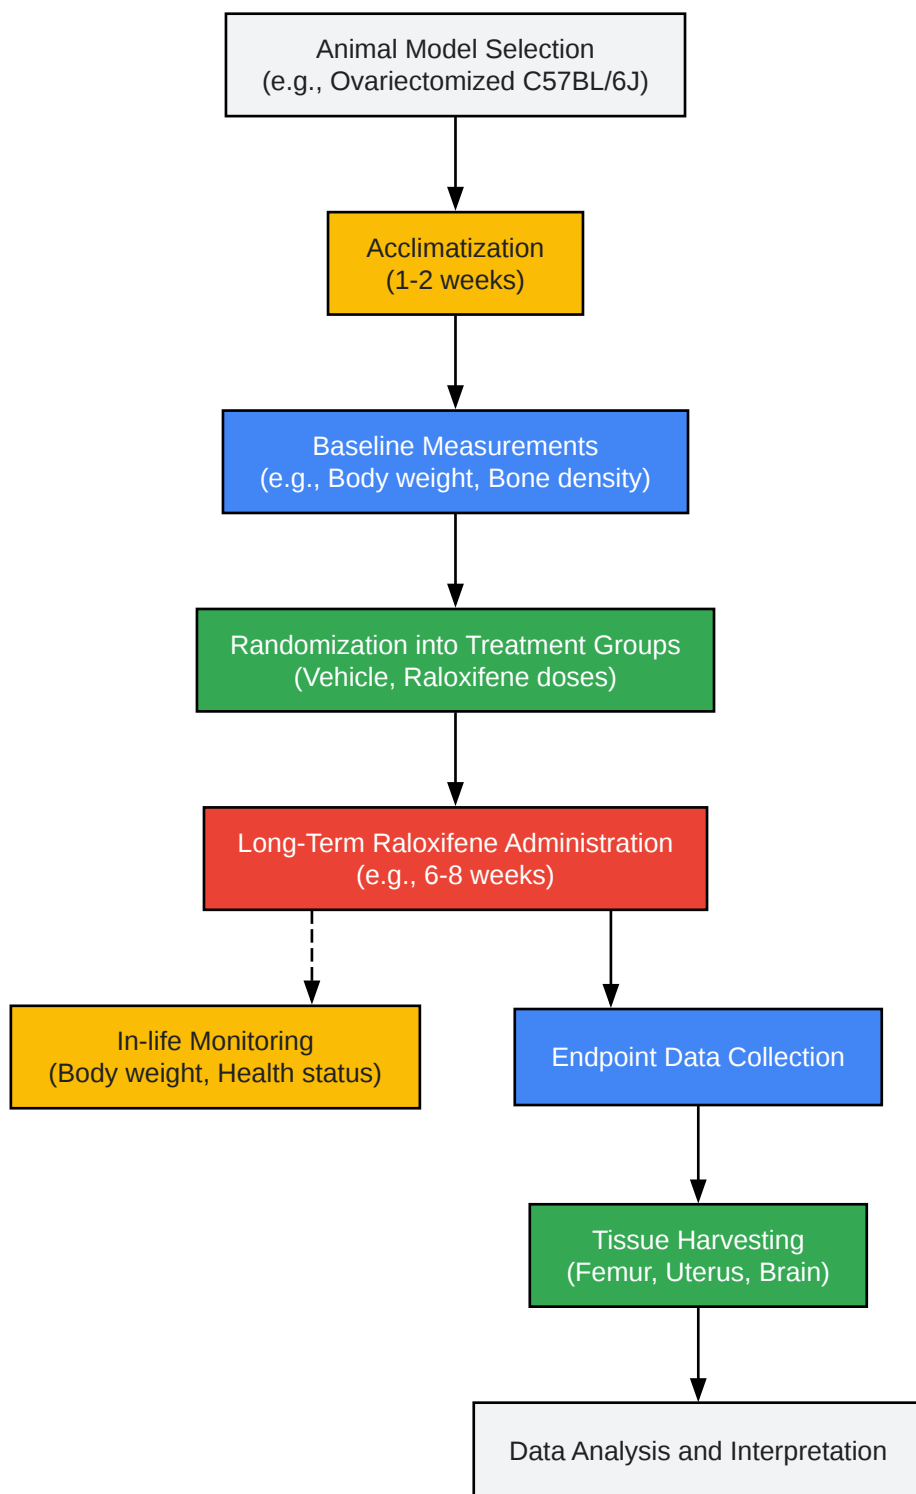 Animal Model Selection
(e.g., Ovariectomized C57BL/6J)
Acclimatization
(1-2 weeks)
Baseline Measurements
(e.g., Body weight, Bone density)
Randomization into Treatment Groups
(Vehicle, Raloxifene doses)
Long-Term Raloxifene Administration
(e.g., 6-8 weeks)
In-life Monitoring
(Body weight, Health status)
Endpoint Data Collection
Tissue Harvesting
(Femur, Uterus, Brain)
Data Analysis and Interpretation